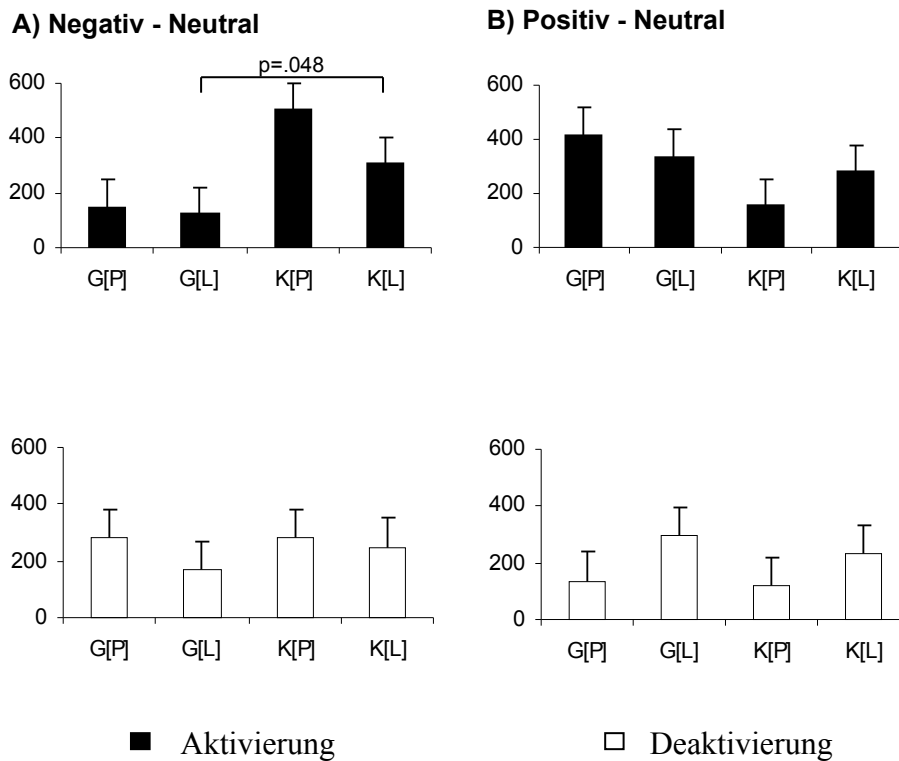 A) Negativ - Neutral
p=.048
600
400
200
0
G[P] G[L] K[P] K[L]
B) Positiv - Neutral
600
400
200
0
G[P] G[L] K[P] K[L]
600
400
200
0
G[P] G[L] K[P] K[L]
600
400
200
0
G[P] G[L] K[P] K[L]
Aktivierung
Deaktivierung